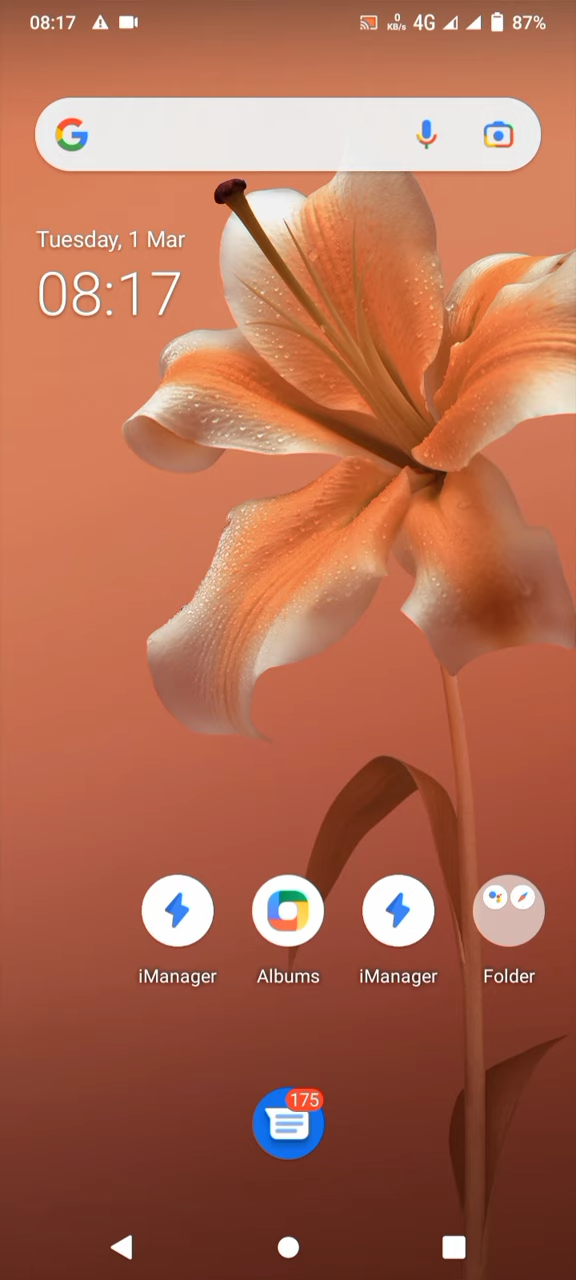 08:17 0 KB/s 4G 87%
Tuesday, 1 Mar
08:17
iManager Albums iManager Folder
175